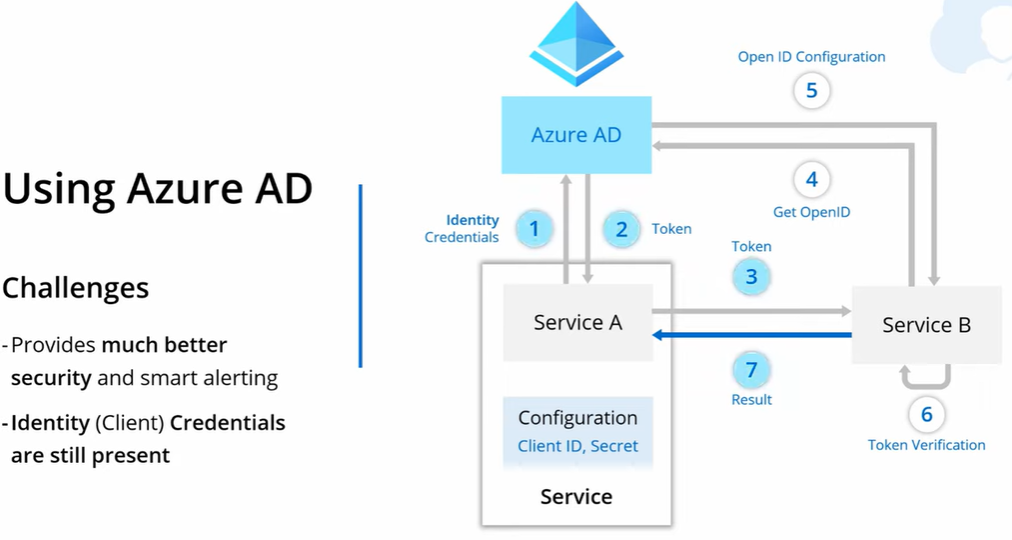 Using Azure AD
Challenges
- Provides much better
security and smart alerting
- Identity (Client) Credentials
are still present
Azure AD
Open ID Configuration
5
4
Get OpenID
Identity
Credentials
1
2
Token
Token
3
Service A
Service B
7
Result
6
Token Verification
Configuration
Client ID, Secret
Service